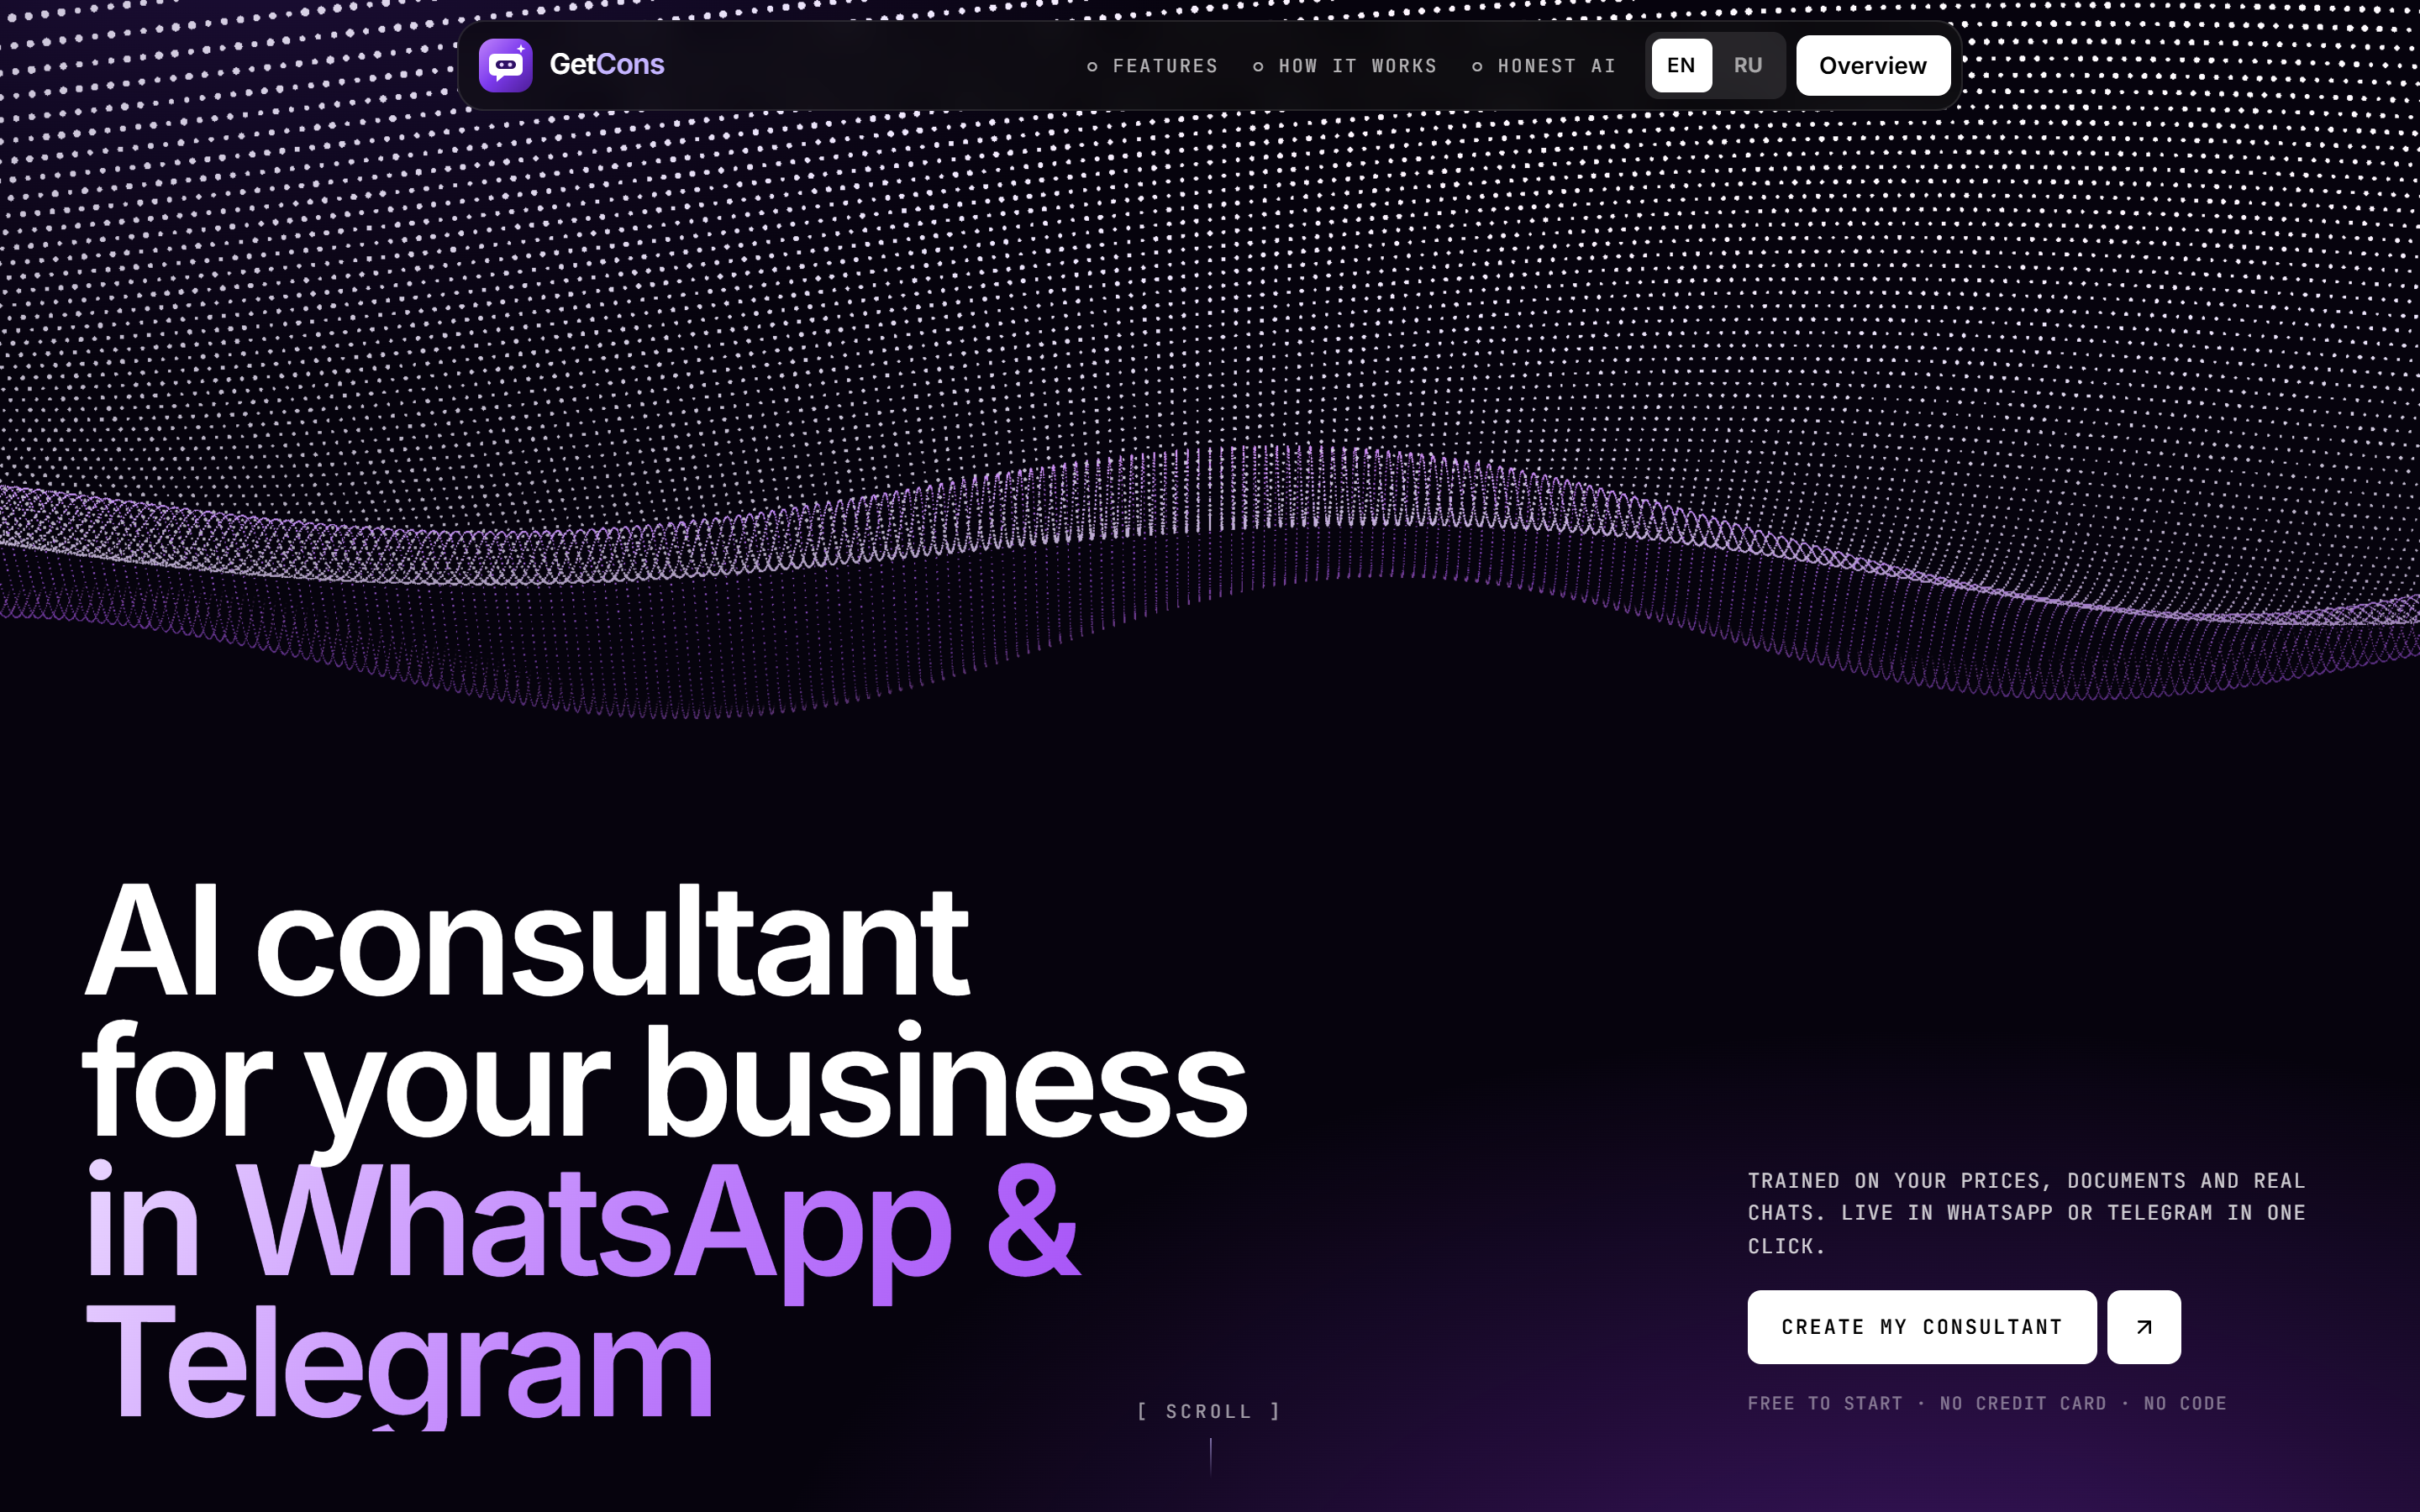 GetCons
FEATURES
HOW IT WORKS
HONEST AI
EN
RU
Overview
AI consultant
for your business
in WhatsApp &
Telegram
TRAINED ON YOUR PRICES, DOCUMENTS AND REAL
CHATS. LIVE IN WHATSAPP OR TELEGRAM IN ONE
CLICK.
CREATE MY CONSULTANT
FREE TO START · NO CREDIT CARD · NO CODE
[ SCROLL ]